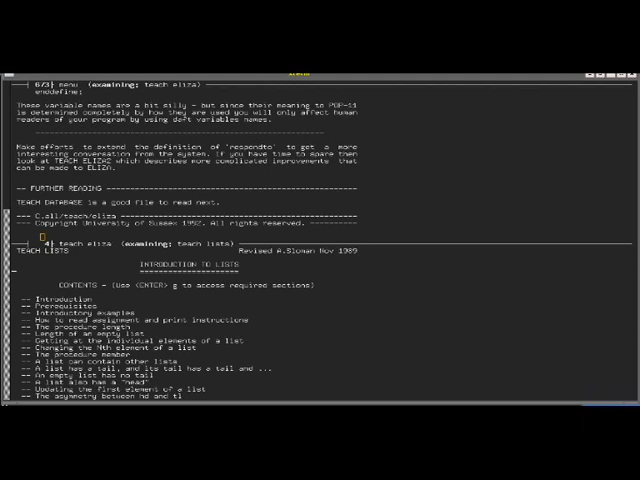 673} menu (examining; teach eliza)
enddefine;
These variable names are a bit silly - but since their meaning to POP-11
is determined completely by how they are used you will only affect human
readers of your program by using daft variables names.
Make efforts to extend the definition of 'respondto' to get a more
interesting conversation from the system. If you have time to spare then
look at TEACH ELIZA2 which describes more complicated improvements that
can be made to ELIZA.
-- FURTHER READING
TEACH DATABASE is a good file to read next.
--- C.all/teach/eliza
--- Copyright University of Sussex 1992. All rights reserved.
4} teach eliza (examining; teach lists)
TEACH LISTS Revised A.Sloman Nov 1989
INTRODUCTION TO LISTS
=====================
CONTENTS - (Use <ENTER> g to access required sections)
-- Introduction
-- Prerequisites
-- Introductory examples
-- How to read assignment and print instructions
-- The procedure length
-- Length of an empty list
-- Getting at the individual elements of a list
-- Changing the Nth element of a list
-- The procedure member
-- A list can contain other lists
-- A list has a tail, and its tail has a tail and ...
-- An empty list has no tail
-- A list also has a "head"
-- Updating the first element of a list
-- The asymmetry between hd and tl